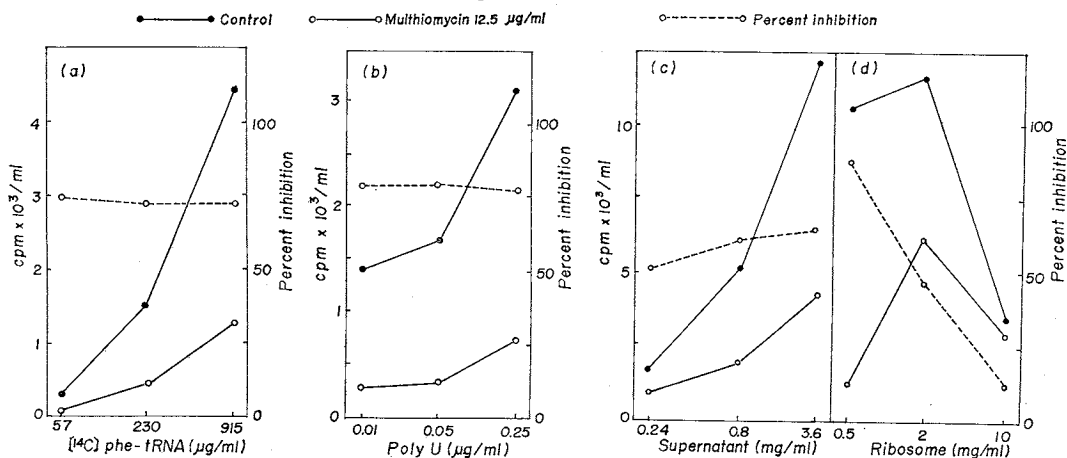 Control
Multhiomycin 12.5 µg/ml
Percent inhibition
(a)
4
3
2
1
0
cpm x 10³/ml
100
50
0
Percent inhibition
57 230 915
[14C] phe-tRNA (µg/ml)
(b)
3
2
1
0
cpm x 10³/ml
100
50
0
Percent inhibition
0.01 0.05 0.25
Poly U (µg/ml)
(c)
10
5
0
cpm x 10³/ml
0.24 0.8 3.6
Supernatant (mg/ml)
(d)
100
50
0
Percent inhibition
0.5 2 10
Ribosome (mg/ml)